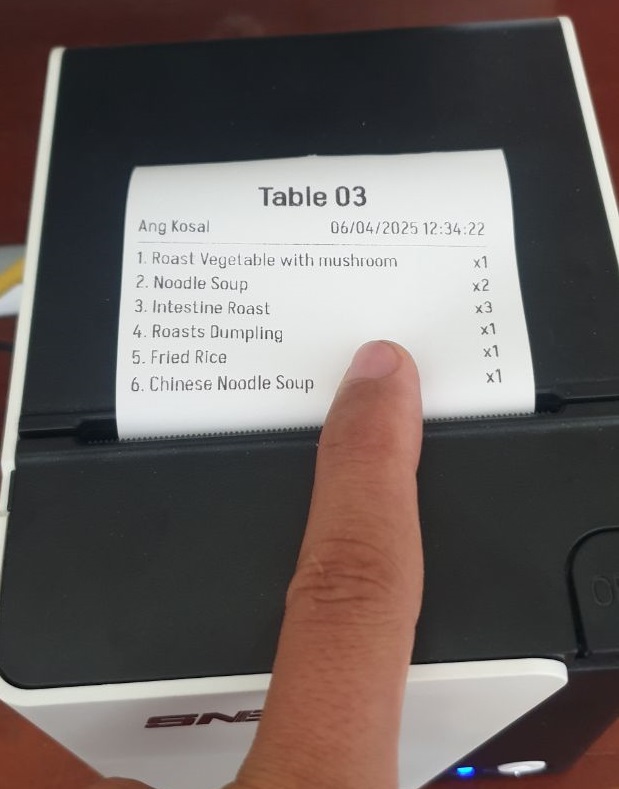 Table 03
Ang Kosal 06/04/2025 12:34:22
1. Roast Vegetable with mushroom x1
2. Noodle Soup x2
3. Intestine Roast x3
4. Roasts Dumpling x1
5. Fried Rice x1
6. Chinese Noodle Soup x1